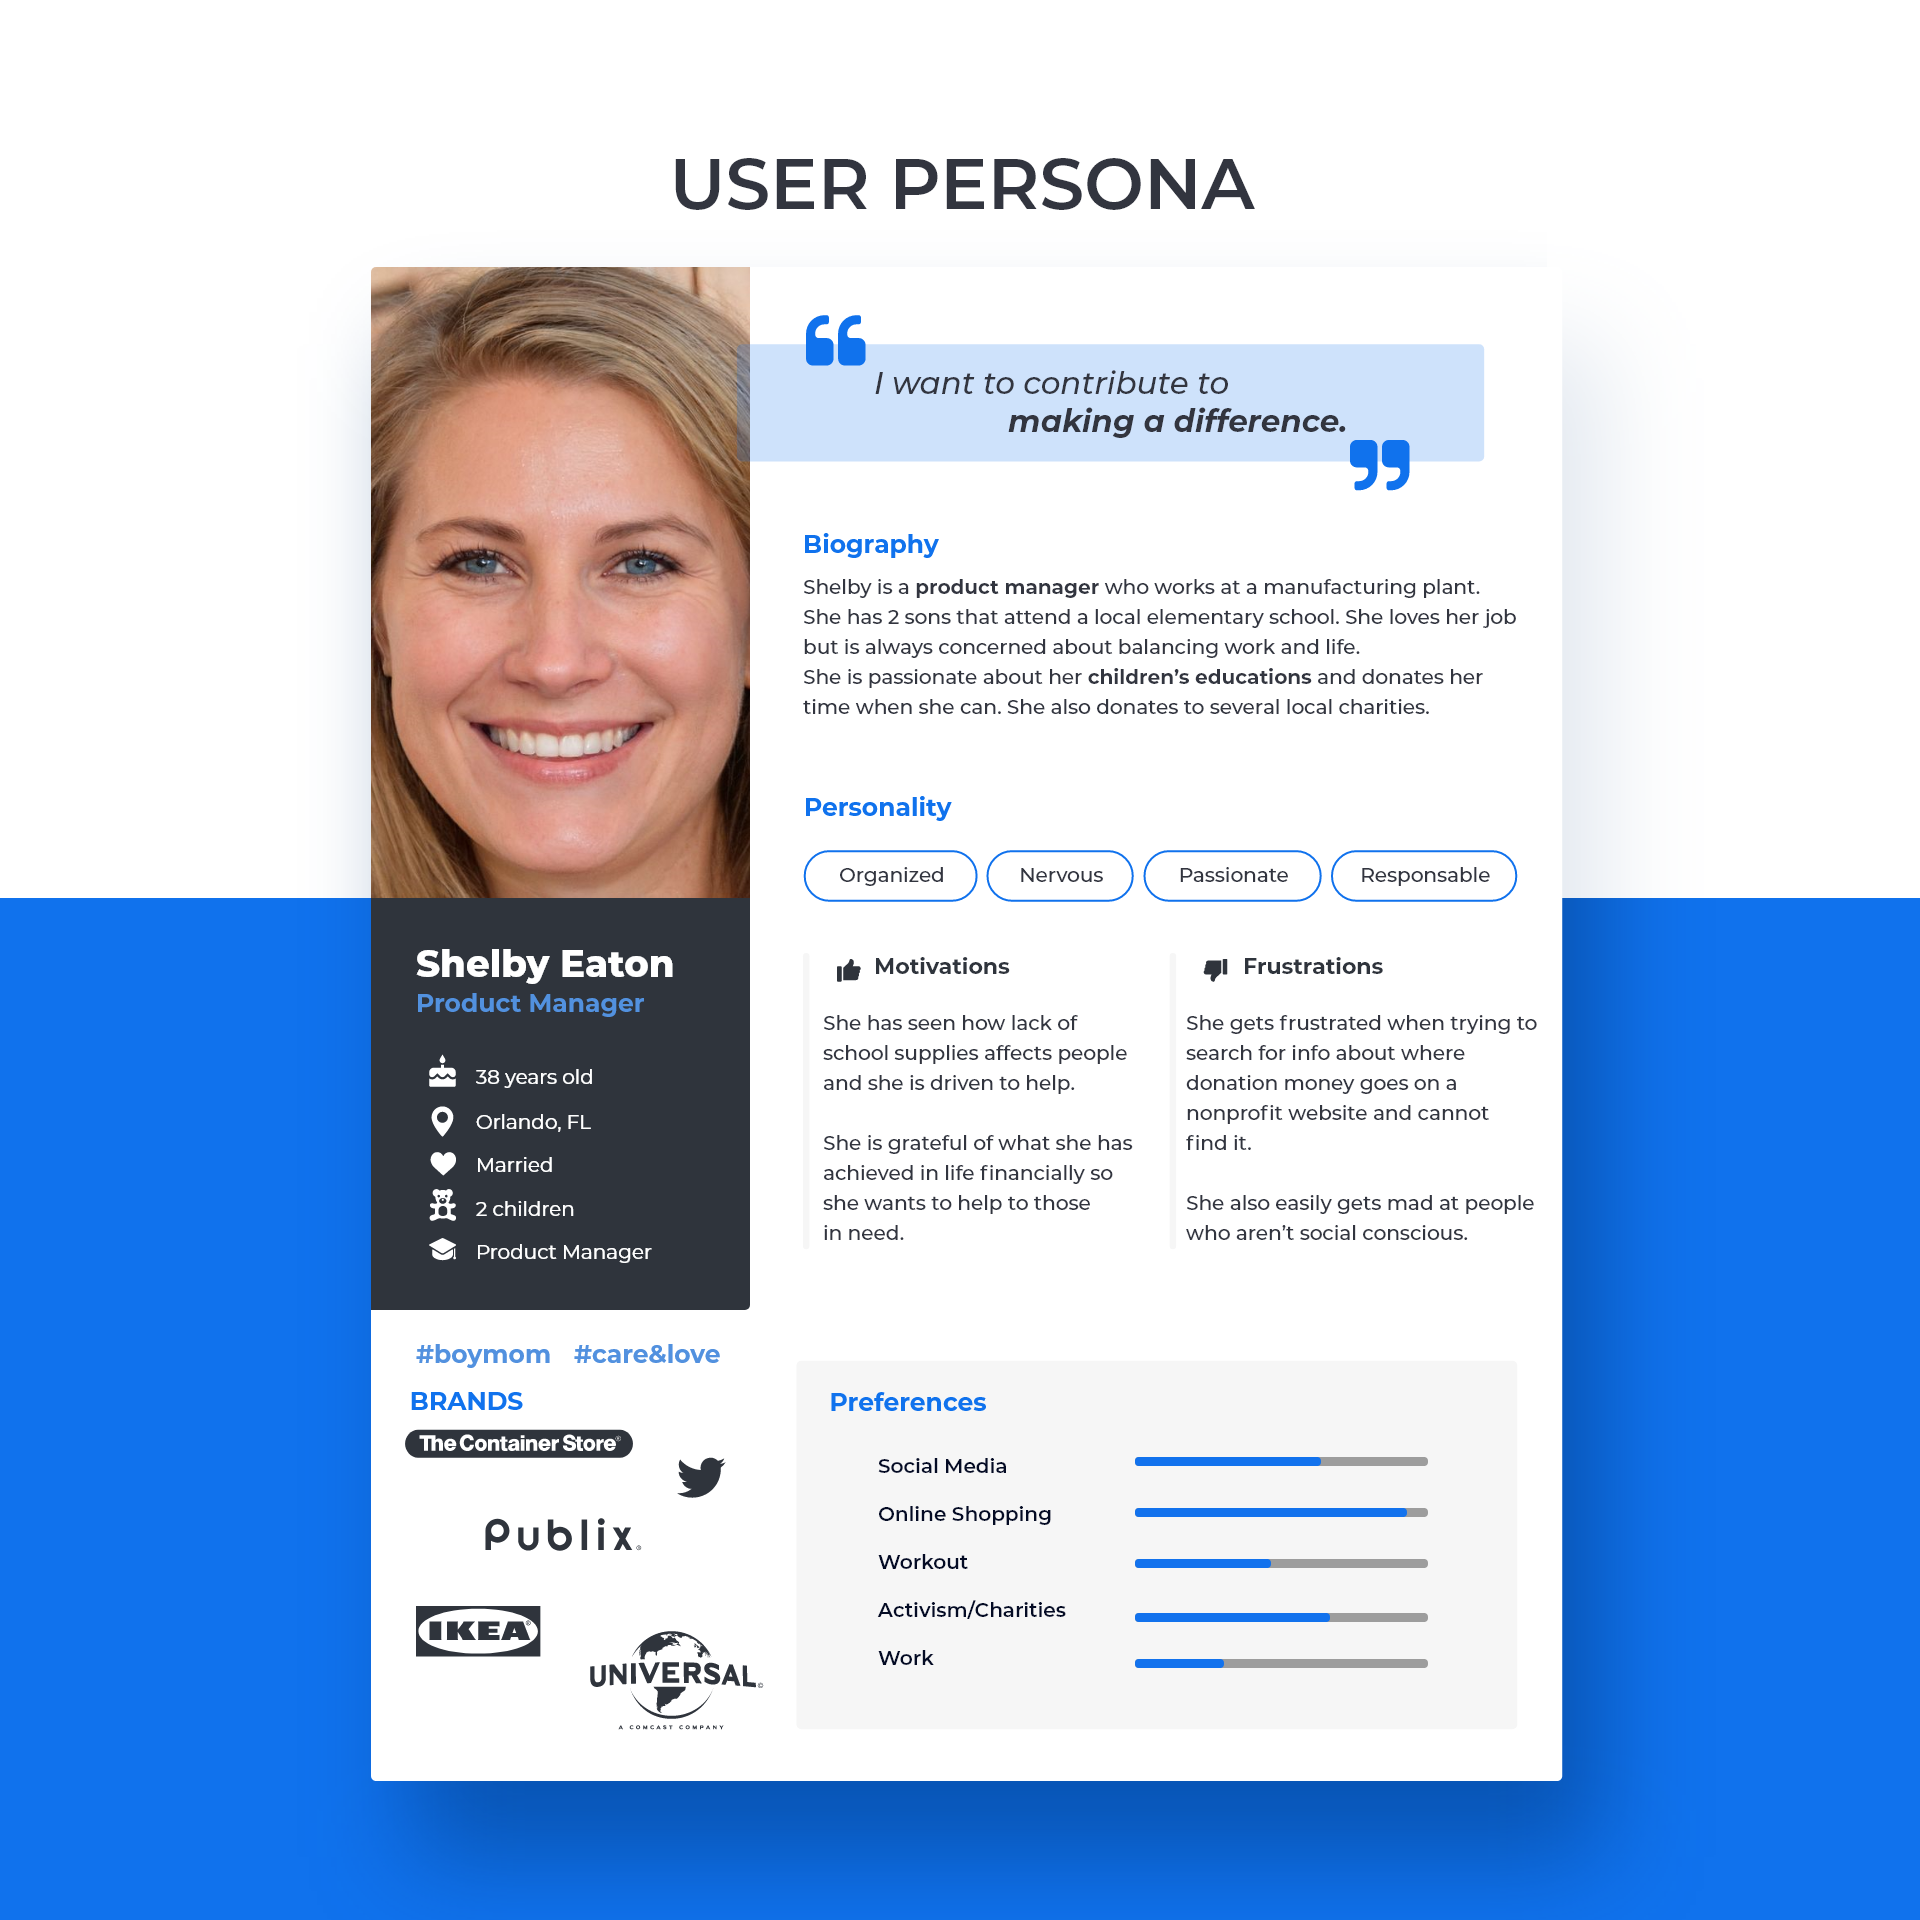 USER PERSONA
I want to contribute to
making a difference.
Biography
Shelby is a product manager who works at a manufacturing plant.
She has 2 sons that attend a local elementary school. She loves her job
but is always concerned about balancing work and life.
She is passionate about her children’s educations and donates her
time when she can. She also donates to several local charities.
Personality
Organized
Nervous
Passionate
Responsable
Shelby Eaton
Product Manager
38 years old
Orlando, FL
Married
2 children
Product Manager
Motivations
She has seen how lack of
school supplies affects people
and she is driven to help.
She is grateful of what she has
achieved in life financially so
she wants to help to those
in need.
Frustrations
She gets frustrated when trying to
search for info about where
donation money goes on a
nonprofit website and cannot
find it.
She also easily gets mad at people
who aren’t social conscious.
#boymom #care&love
BRANDS
The Container Store®
Publix®
IKEA®
UNIVERSAL©
A COMCAST COMPANY
Preferences
Social Media
Online Shopping
Workout
Activism/Charities
Work